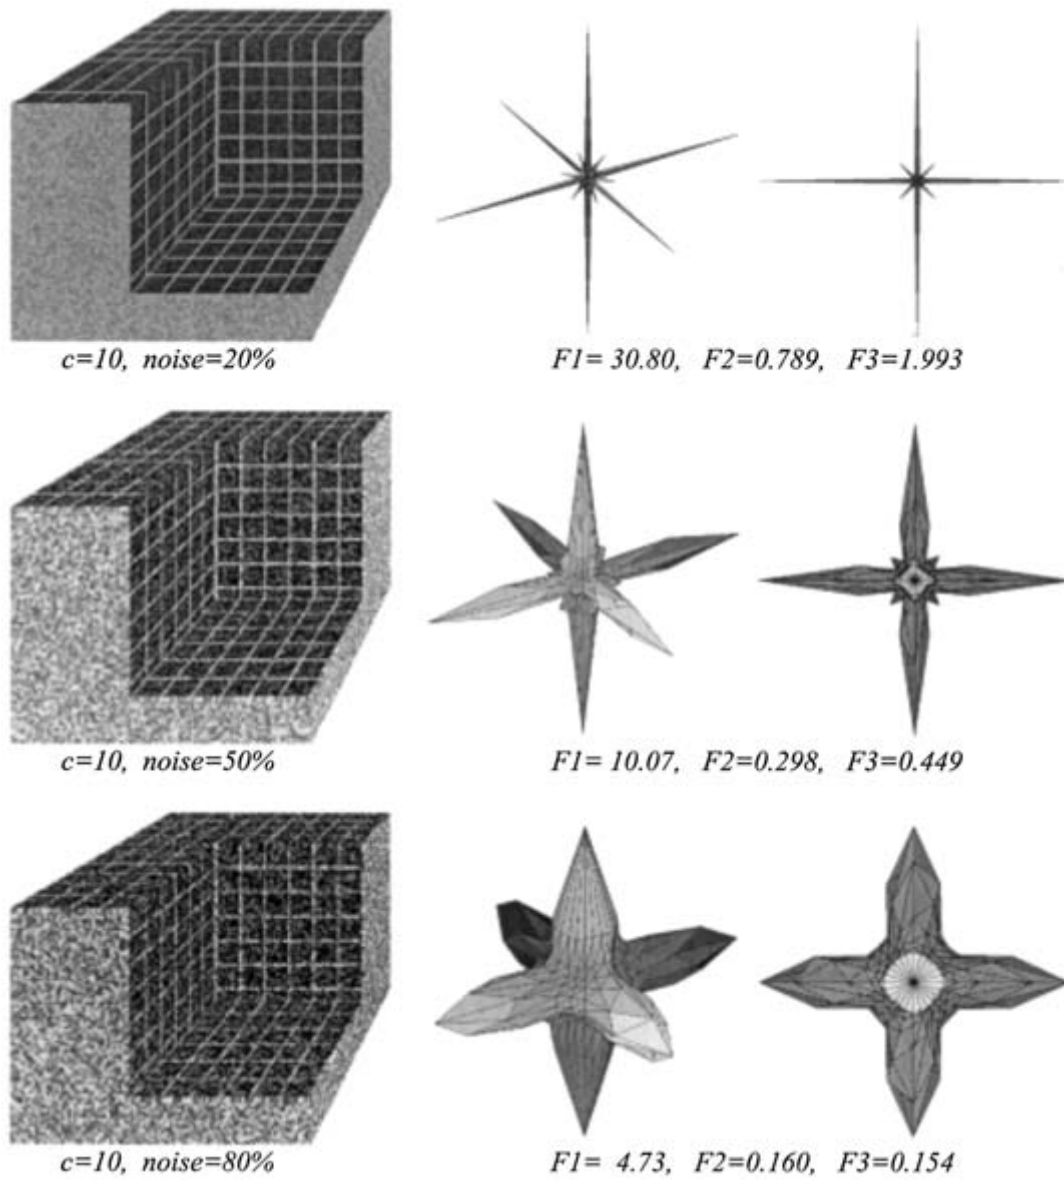 c=10, noise=20%
F1= 30.80, F2=0.789, F3=1.993
c=10, noise=50%
F1= 10.07, F2=0.298, F3=0.449
c=10, noise=80%
F1= 4.73, F2=0.160, F3=0.154